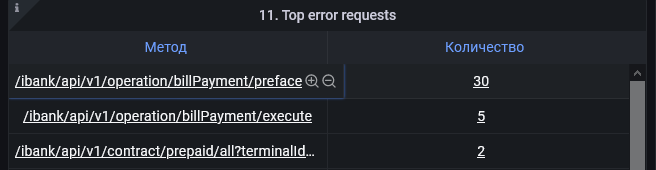 i
11. Top error requests
Метод Количество
/ibank/api/v1/operation/billPayment/preface 30
/ibank/api/v1/operation/billPayment/execute 5
/ibank/api/v1/contract/prepaid/all?terminalId... 2